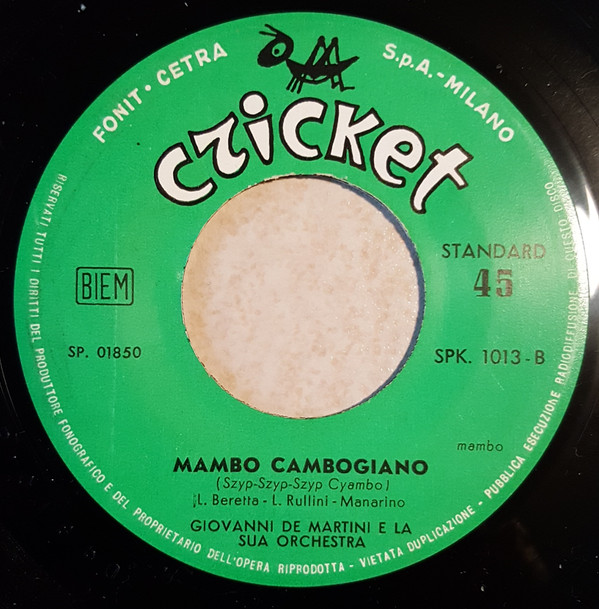 FONIT • CETRA S.p.A. - MILANO
cricket
STANDARD
45
BIEM
SP. 01850
SPK. 1013 - B
mambo
MAMBO CAMBOGIANO
(Szyp-Szyp-Szyp Cyambo)
L. Beretta - L. Rullini - Manarino
GIOVANNI DE MARTINI E LA
SUA ORCHESTRA
RISERVATI TUTTI I DIRITTI DEL PRODUTTORE FONOGRAFICO E DEL PROPRIETARIO DELL'OPERA RIPRODOTTA - VIETATA DUPLICAZIONE - PUBBLICA ESECUZIONE RADIODIFFUSIONE DI QUESTO DISCO